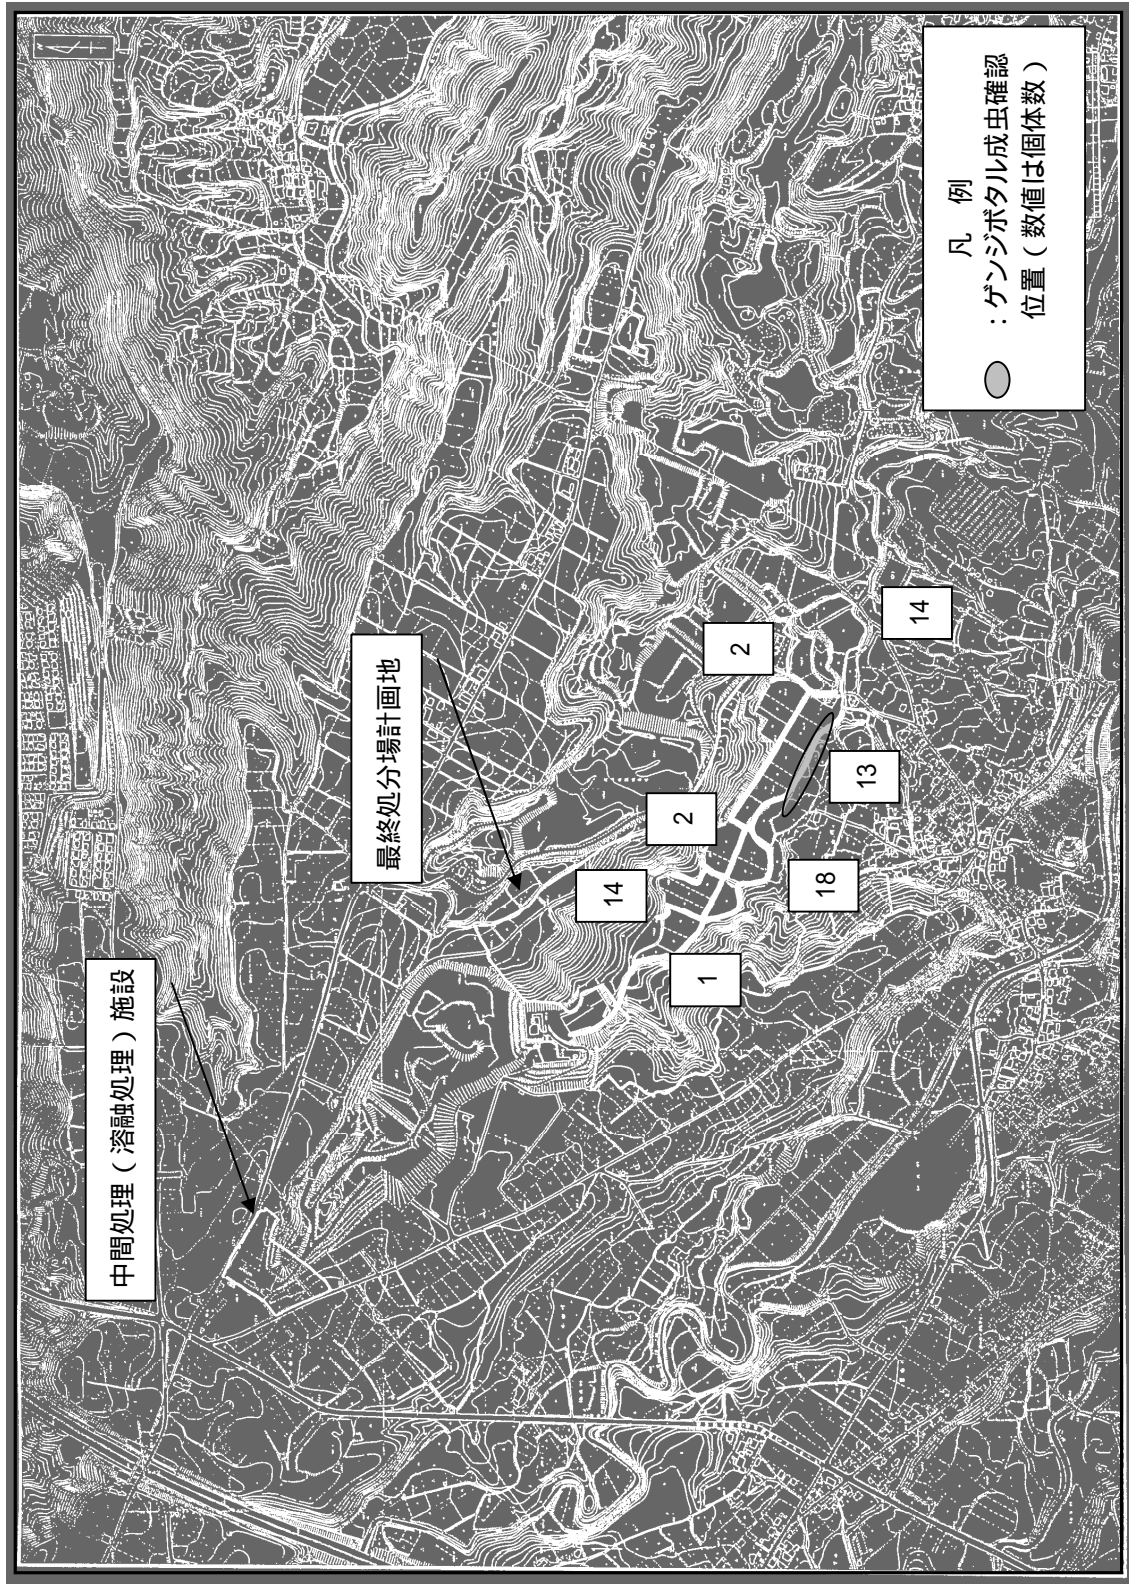 中間処理（溶融処理）施設
最終処分場計画地
14
1
2
2
18
13
14
凡 例
：ゲンジボタル成虫確認
位置（数値は個体数）